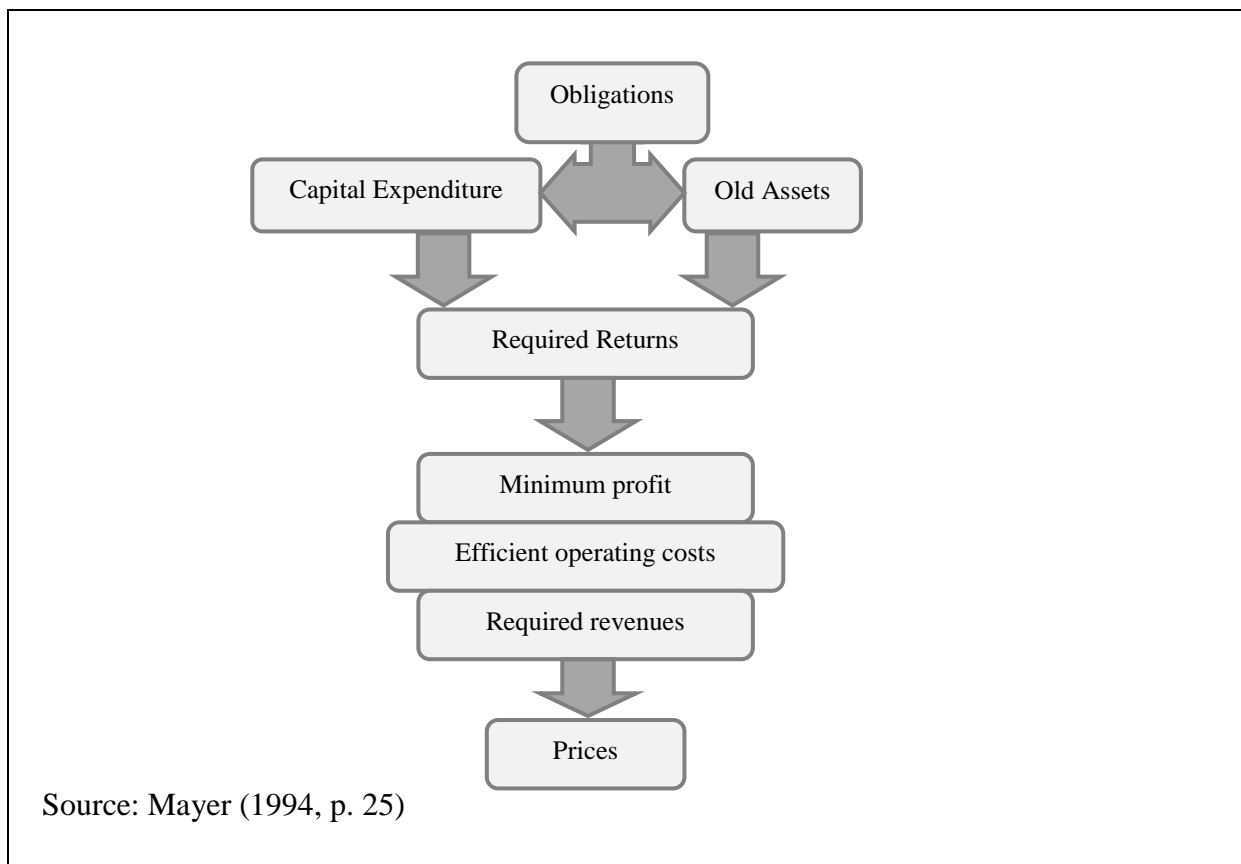 Obligations
Capital Expenditure
Old Assets
Required Returns
Minimum profit
Efficient operating costs
Required revenues
Prices
Source: Mayer (1994, p. 25)